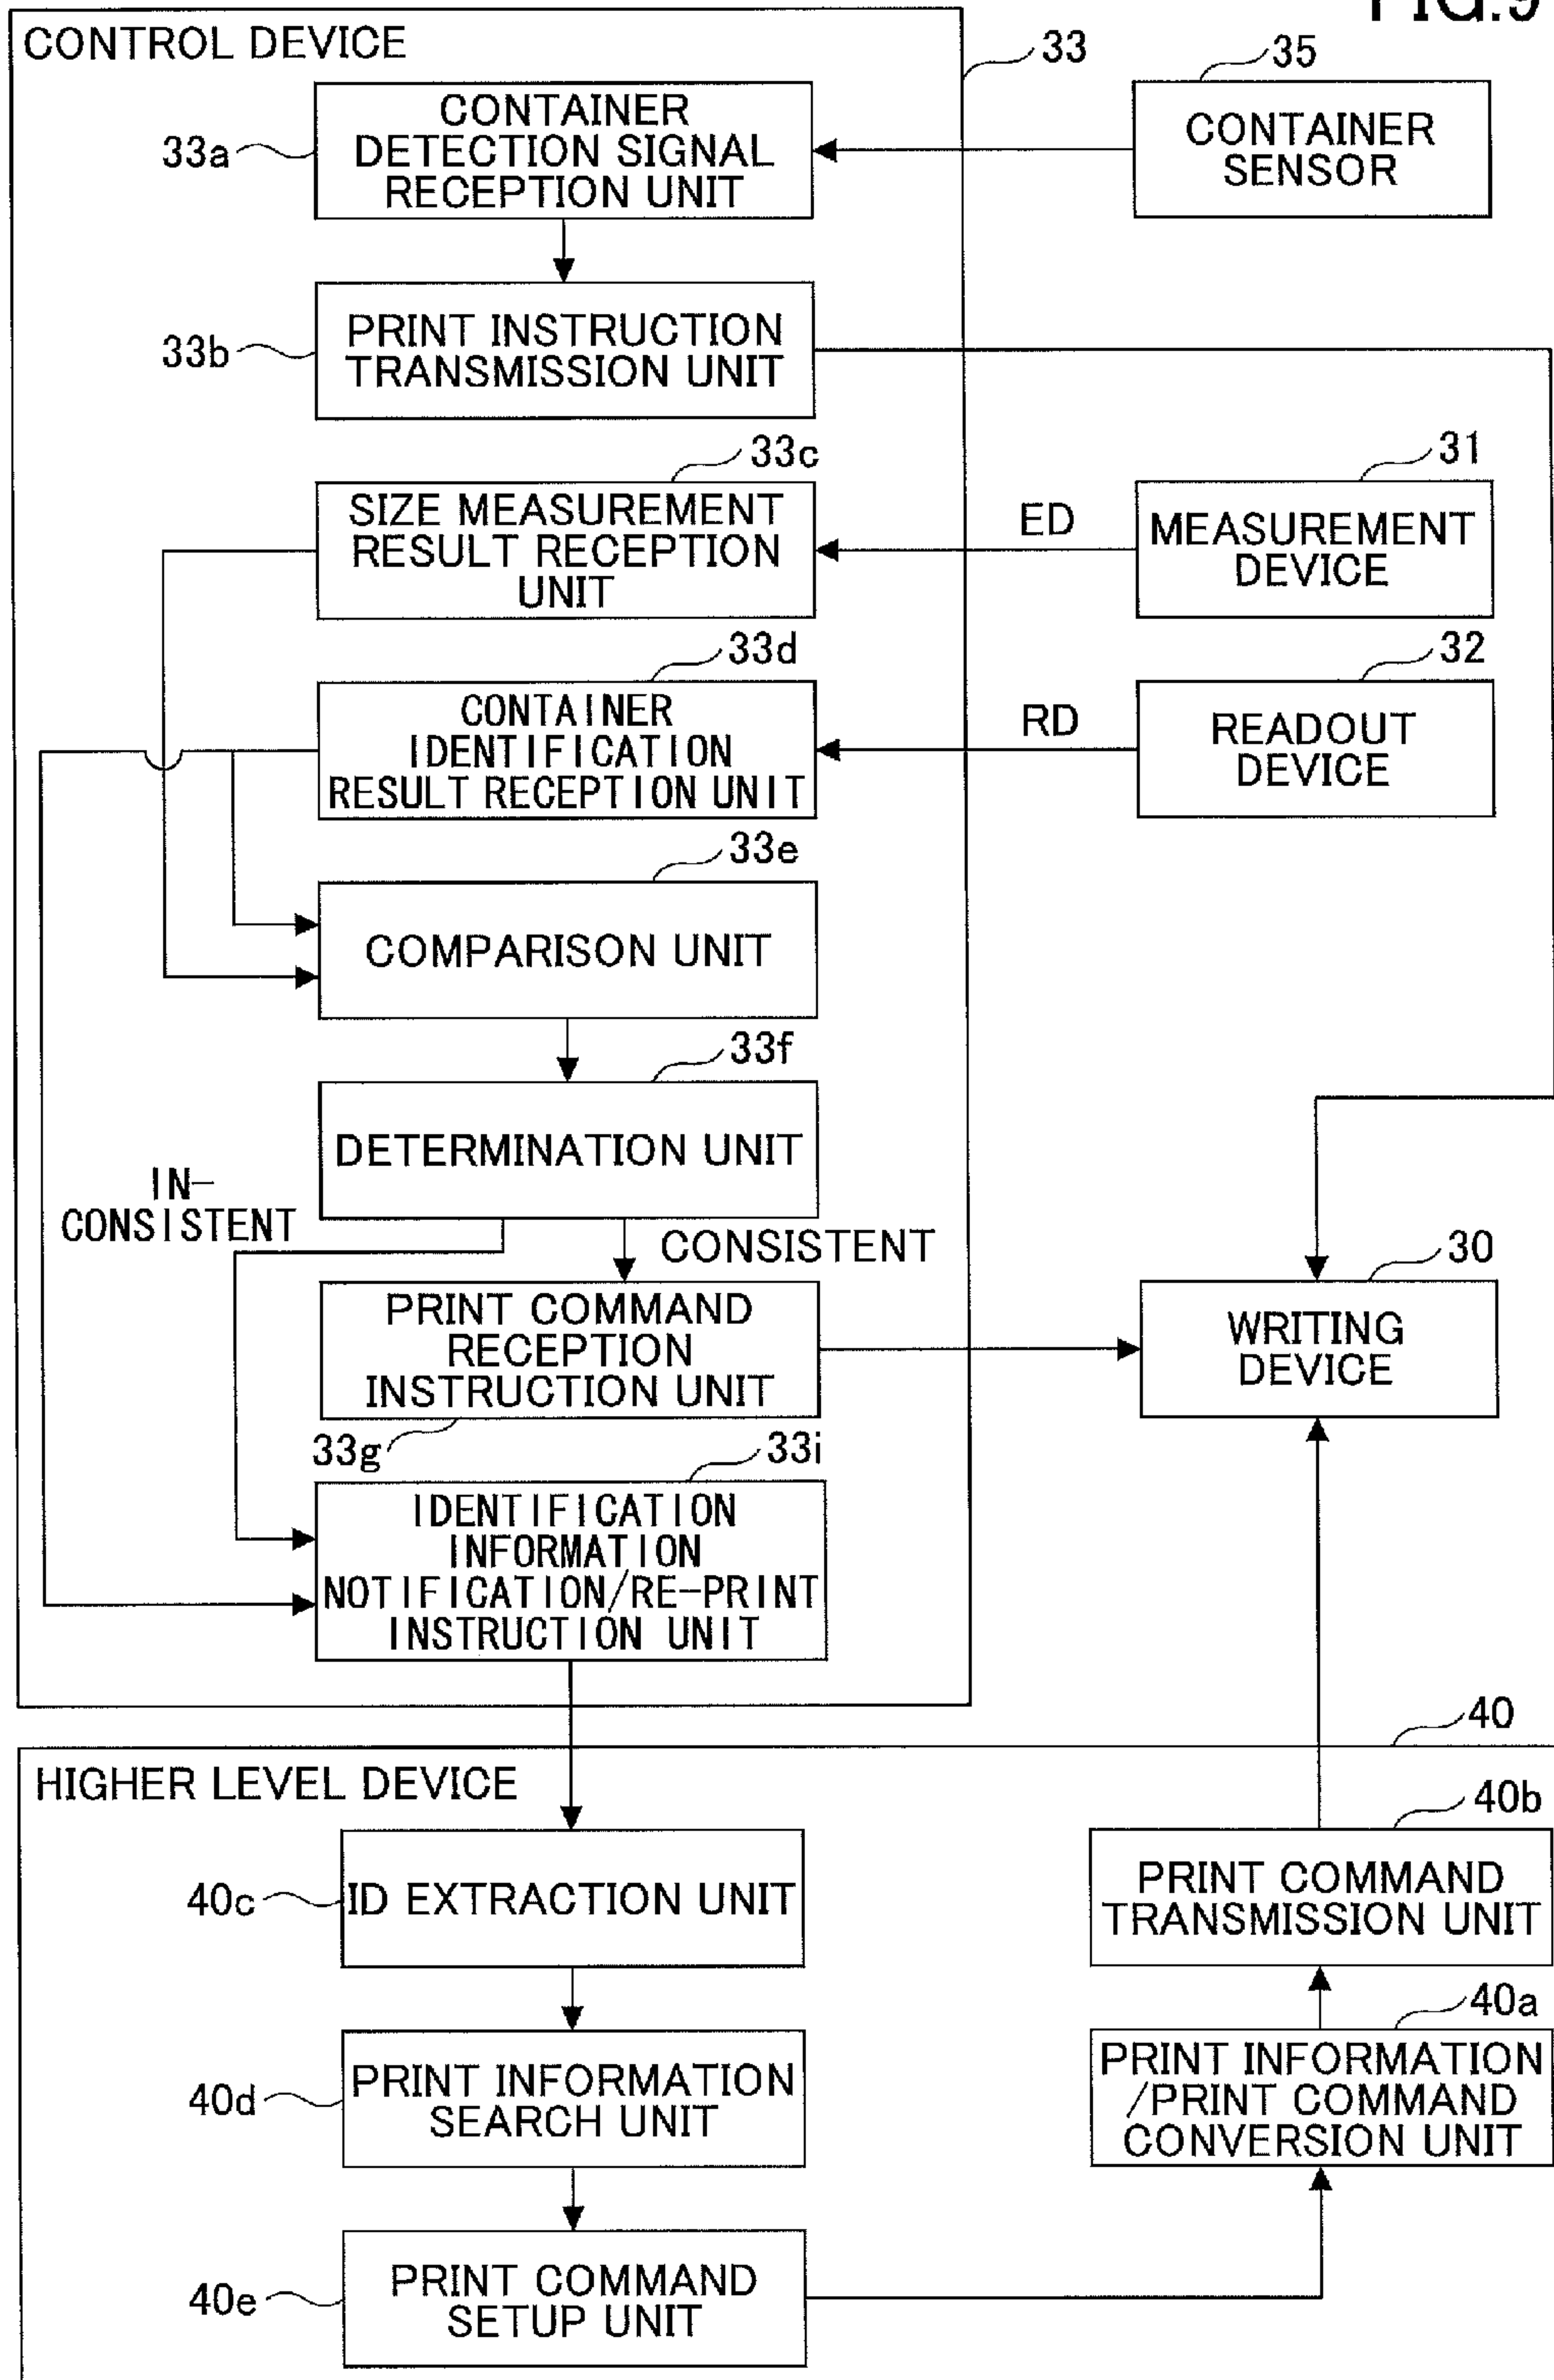 FIG.9
CONTROL DEVICE
33
35
CONTAINER
DETECTION SIGNAL
RECEPTION UNIT
33a
CONTAINER
SENSOR
PRINT INSTRUCTION
TRANSMISSION UNIT
33b
33c
31
SIZE MEASUREMENT
RESULT RECEPTION
UNIT
ED
MEASUREMENT
DEVICE
33d
32
CONTAINER
IDENTIFICATION
RESULT RECEPTION UNIT
RD
READOUT
DEVICE
33e
COMPARISON UNIT
33f
DETERMINATION UNIT
IN-
CONSISTENT
CONSISTENT
30
PRINT COMMAND
RECEPTION
INSTRUCTION UNIT
WRITING
DEVICE
33g
33i
IDENTIFICATION
INFORMATION
NOTIFICATION/RE-PRINT
INSTRUCTION UNIT
40
HIGHER LEVEL DEVICE
40b
40c
ID EXTRACTION UNIT
PRINT COMMAND
TRANSMISSION UNIT
40a
40d
PRINT INFORMATION
SEARCH UNIT
PRINT INFORMATION
/PRINT COMMAND
CONVERSION UNIT
40e
PRINT COMMAND
SETUP UNIT